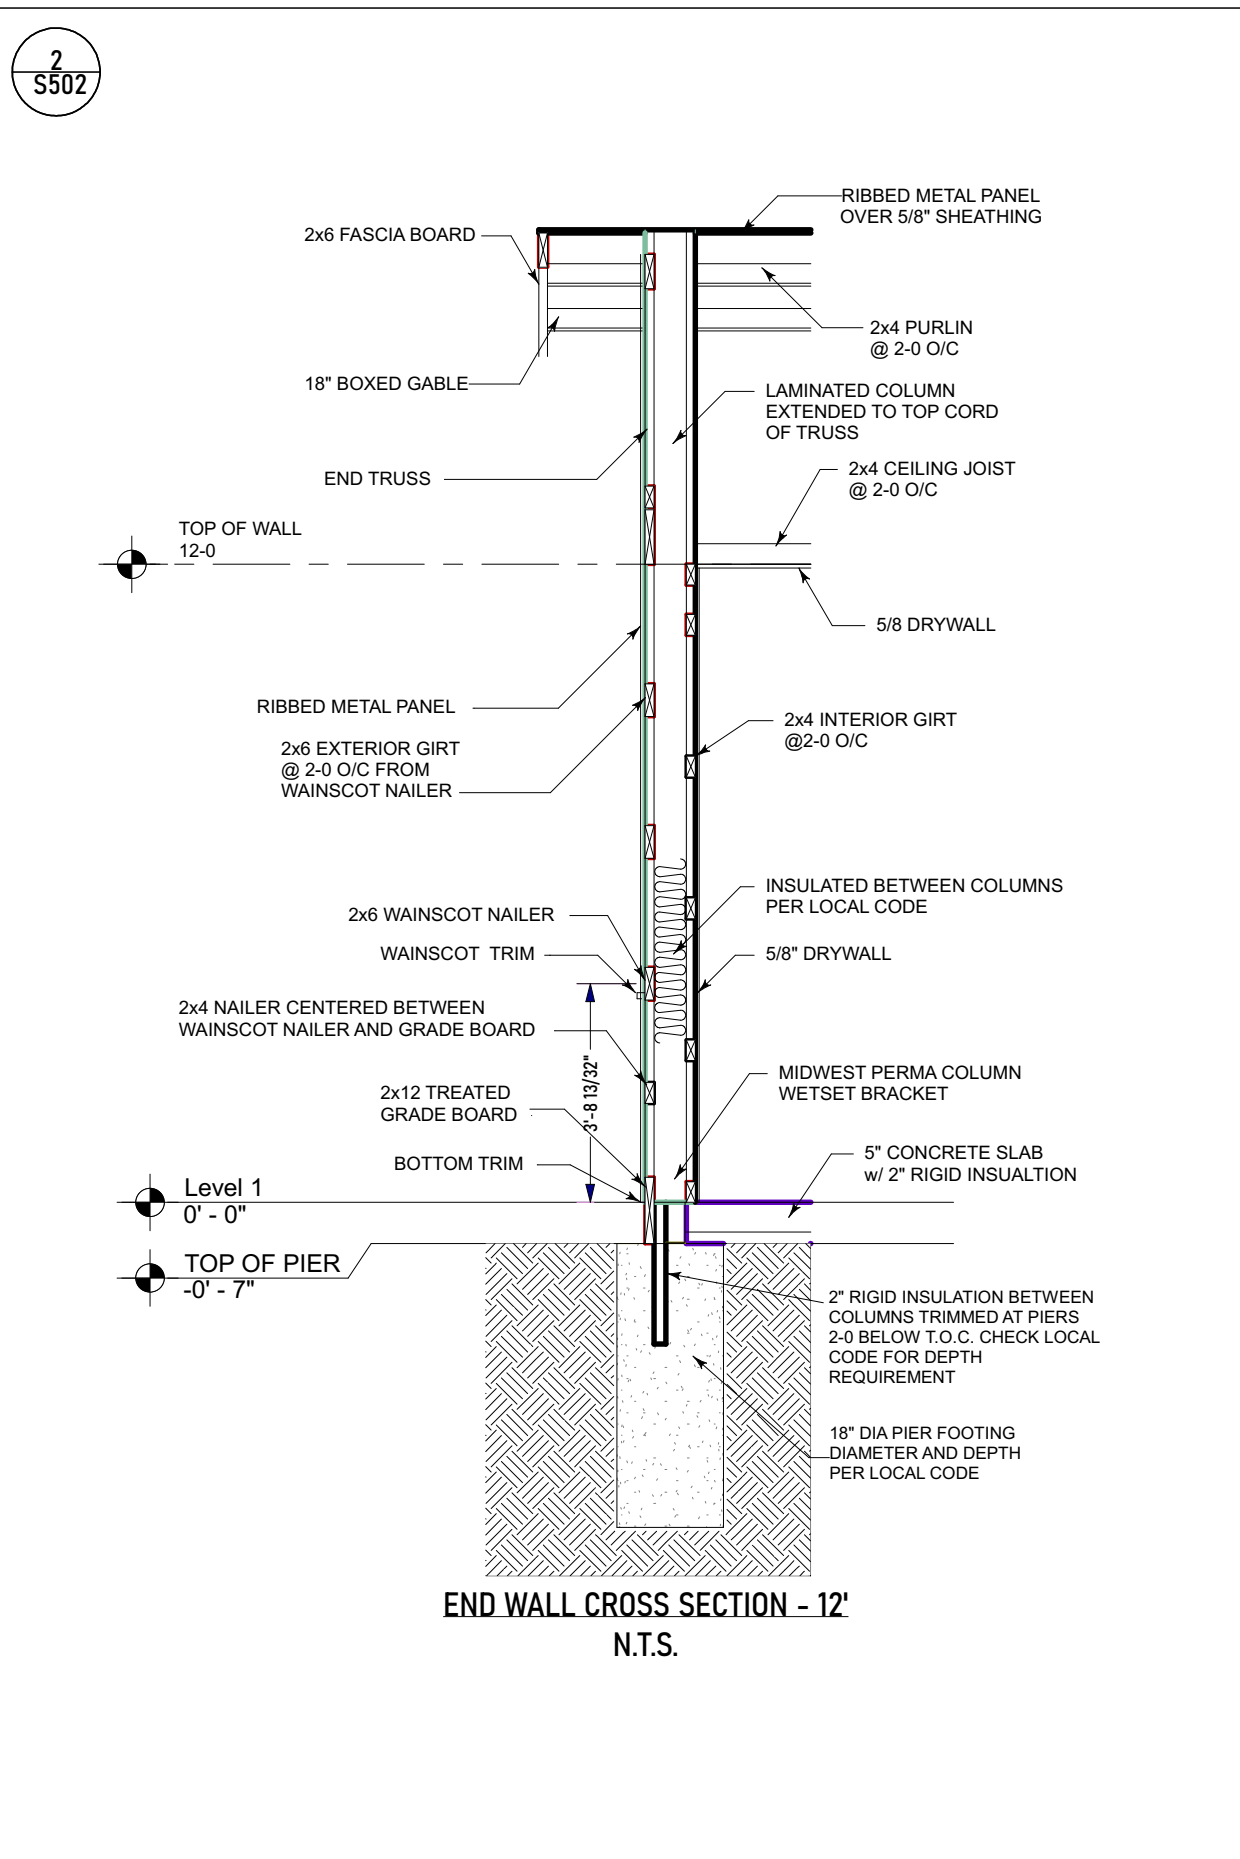 2
S502
RIBBED METAL PANEL
OVER 5/8" SHEATHING
2x6 FASCIA BOARD
2x4 PURLIN
@ 2-0 O/C
18" BOXED GABLE
LAMINATED COLUMN
EXTENDED TO TOP CORD
OF TRUSS
END TRUSS
2x4 CEILING JOIST
@ 2-0 O/C
TOP OF WALL
12-0
5/8 DRYWALL
RIBBED METAL PANEL
2x4 INTERIOR GIRT
@2-0 O/C
2x6 EXTERIOR GIRT
@ 2-0 O/C FROM
WAINSCOT NAILER
INSULATED BETWEEN COLUMNS
PER LOCAL CODE
2x6 WAINSCOT NAILER
WAINSCOT TRIM
5/8" DRYWALL
2x4 NAILER CENTERED BETWEEN
WAINSCOT NAILER AND GRADE BOARD
3'-8 13/32"
MIDWEST PERMA COLUMN
WETSET BRACKET
2x12 TREATED
GRADE BOARD
BOTTOM TRIM
5" CONCRETE SLAB
w/ 2" RIGID INSUALTION
Level 1
0' - 0"
TOP OF PIER
-0' - 7"
2" RIGID INSULATION BETWEEN
COLUMNS TRIMMED AT PIERS
2-0 BELOW T.O.C. CHECK LOCAL
CODE FOR DEPTH
REQUIREMENT
18" DIA PIER FOOTING
DIAMETER AND DEPTH
PER LOCAL CODE
END WALL CROSS SECTION - 12'
N.T.S.